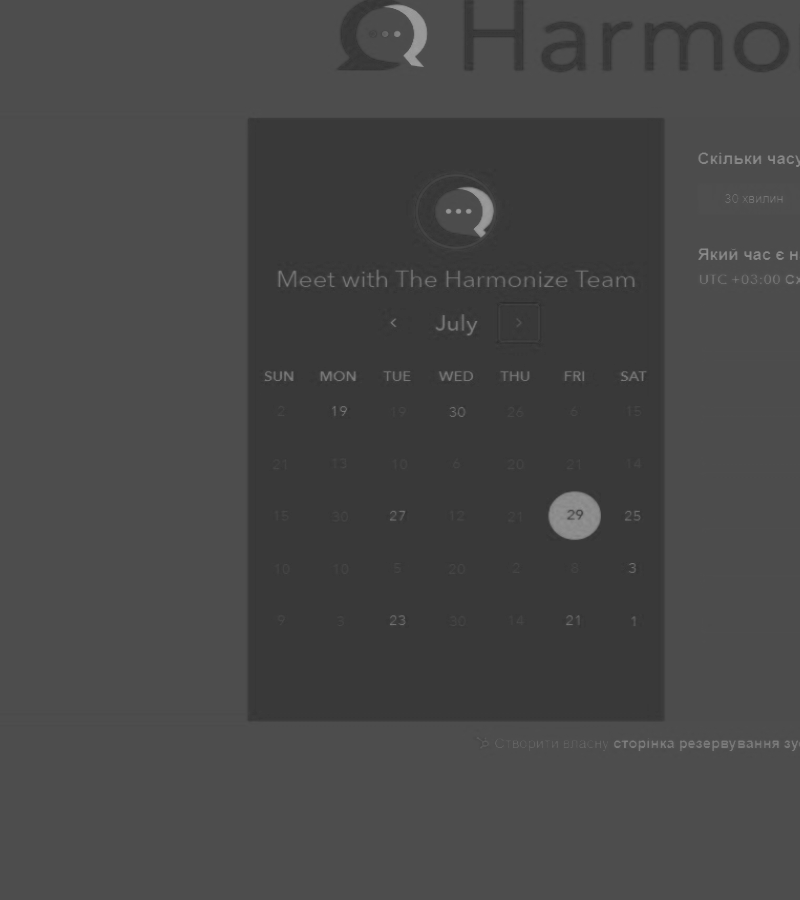 Harmo
Meet with The Harmonize Team
‹ July ›
SUN MON TUE WED THU FRI SAT
2 19 19 30 26 6 15
21 13 10 6 20 21 14
15 30 27 12 21 29 25
10 10 5 20 2 8 3
9 3 23 30 14 21 1
Скільки часу
30 хвилин
Який час є н
UTC +03:00 Сх
Створити власну сторінка резервування зус